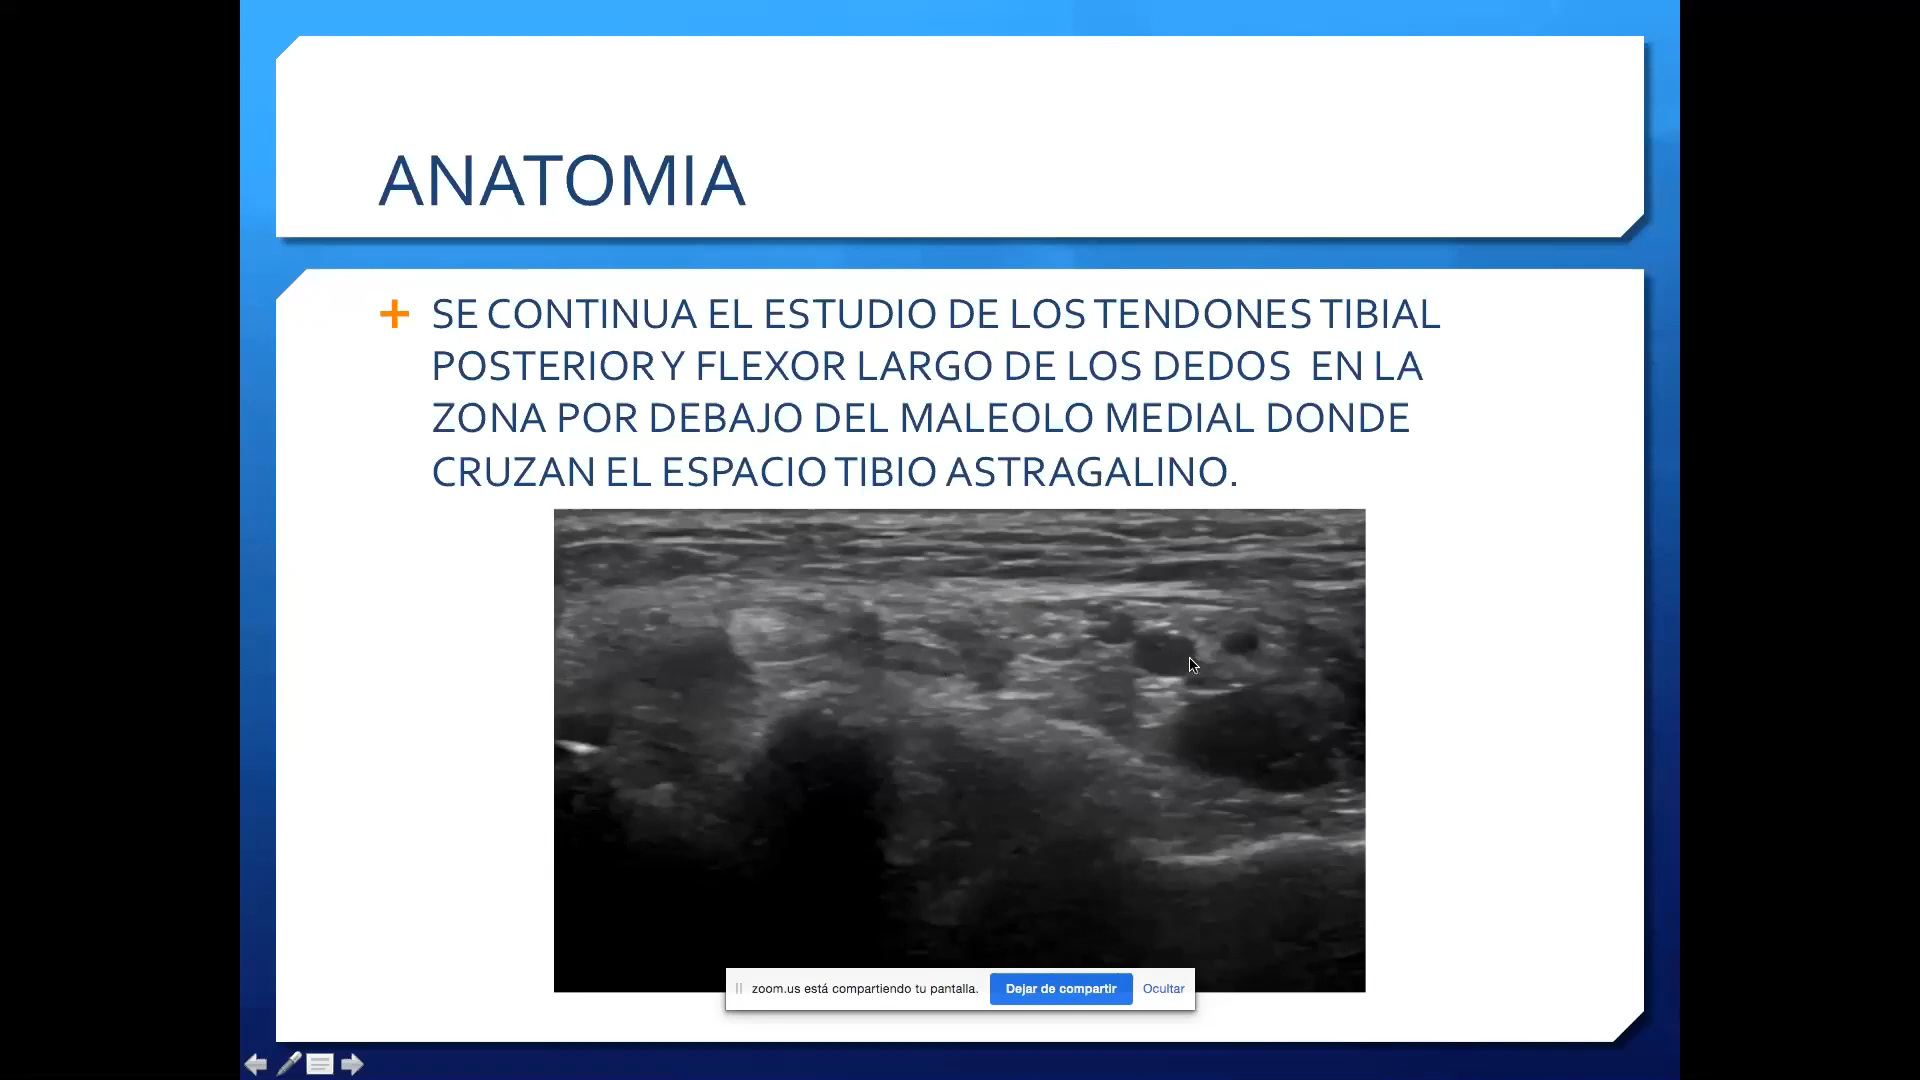 ANATOMIA
SE CONTINUA EL ESTUDIO DE LOS TENDONES TIBIAL
POSTERIOR Y FLEXOR LARGO DE LOS DEDOS EN LA
ZONA POR DEBAJO DEL MALEOLO MEDIAL DONDE
CRUZAN EL ESPACIO TIBIO ASTRAGALINO.
zoom.us está compartiendo tu pantalla. Dejar de compartir Ocultar